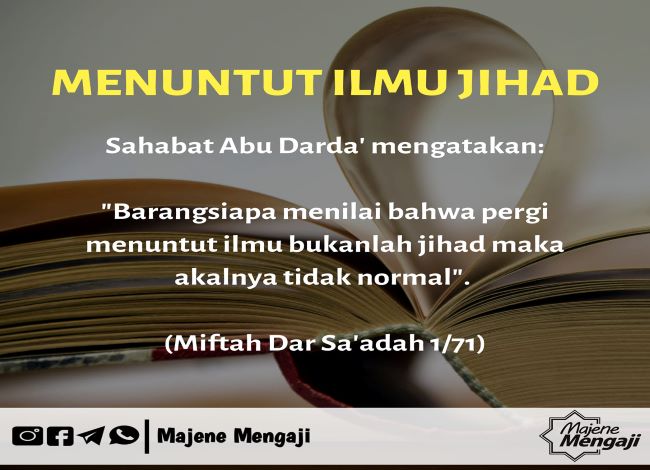 MENUNTUT ILMU JIHAD
Sahabat Abu Darda' mengatakan:
"Barangsiapa menilai bahwa pergi
menuntut ilmu bukanlah jihad maka
akalnya tidak normal".
(Miftah Dar Sa'adah 1/71)
Majene Mengaji
Majene
Mengaji